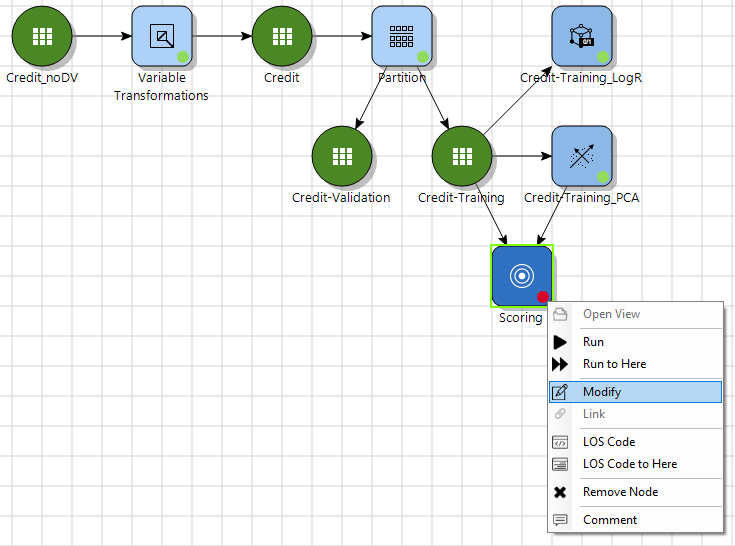 Credit_noDV
Variable
Transformations
Credit
Partition
Credit-Training_LogR
Credit-Validation
Credit-Training
Credit-Training_PCA
Scoring
Open View
Run
Run to Here
Modify
Link
LOS Code
LOS Code to Here
Remove Node
Comment